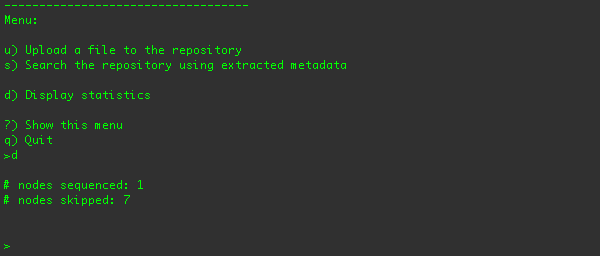 -----------------------------------
Menu:
u) Upload a file to the repository
s) Search the repository using extracted metadata
d) Display statistics
?) Show this menu
q) Quit
>d
# nodes sequenced: 1
# nodes skipped: 7
>